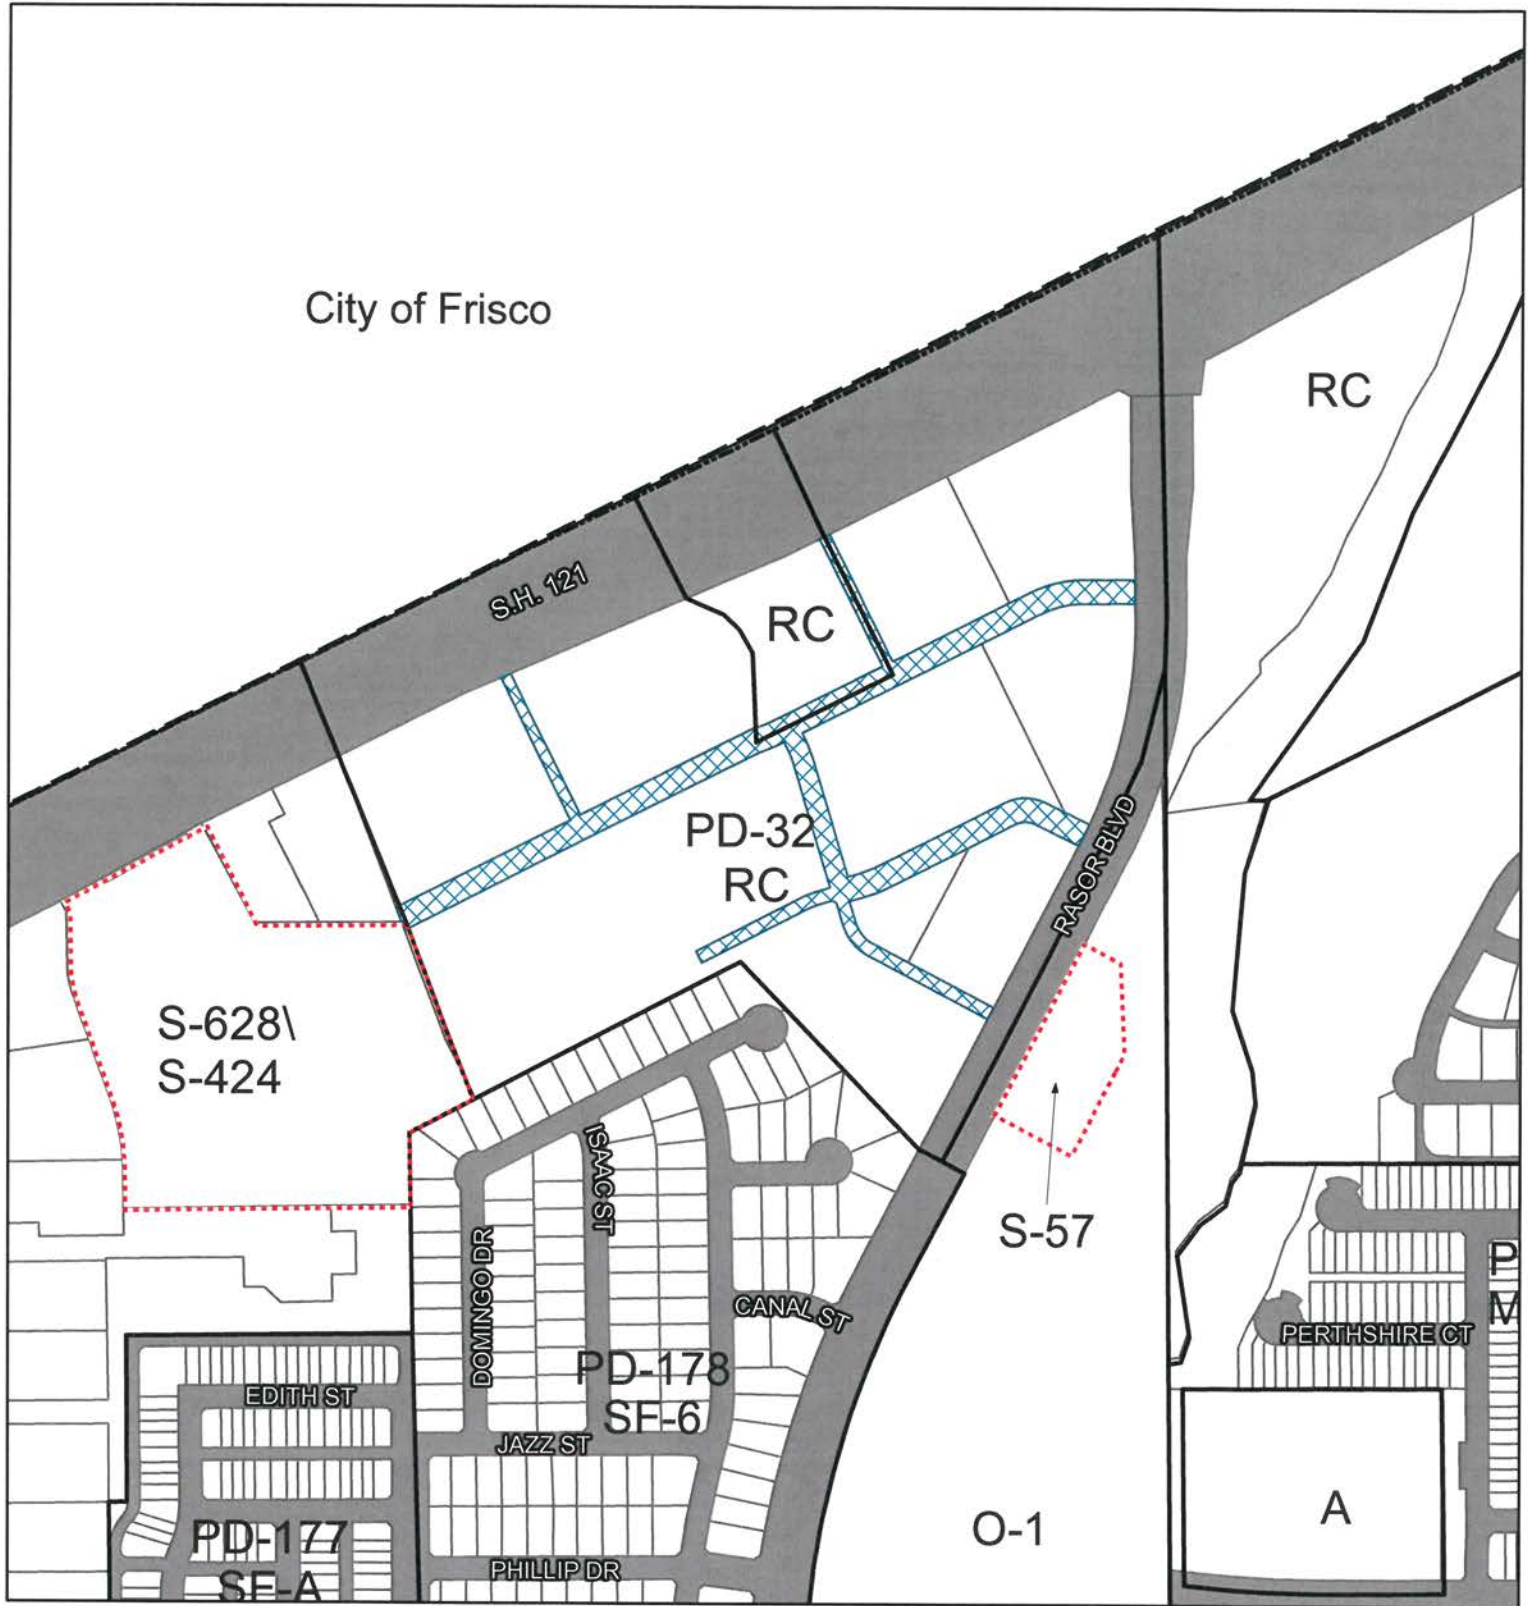 City of Frisco
RC
S.H. 121
RC
PD-32
RC
RASOR BLVD
S-628\
S-424
ISAAC ST
S-57
DOMINGO DR
CANAL ST
P
M
PERTHSHIRE CT
PD-178
SF-6
EDITH ST
JAZZ ST
A
O-1
PD-177
SF-A
PHILLIP DR